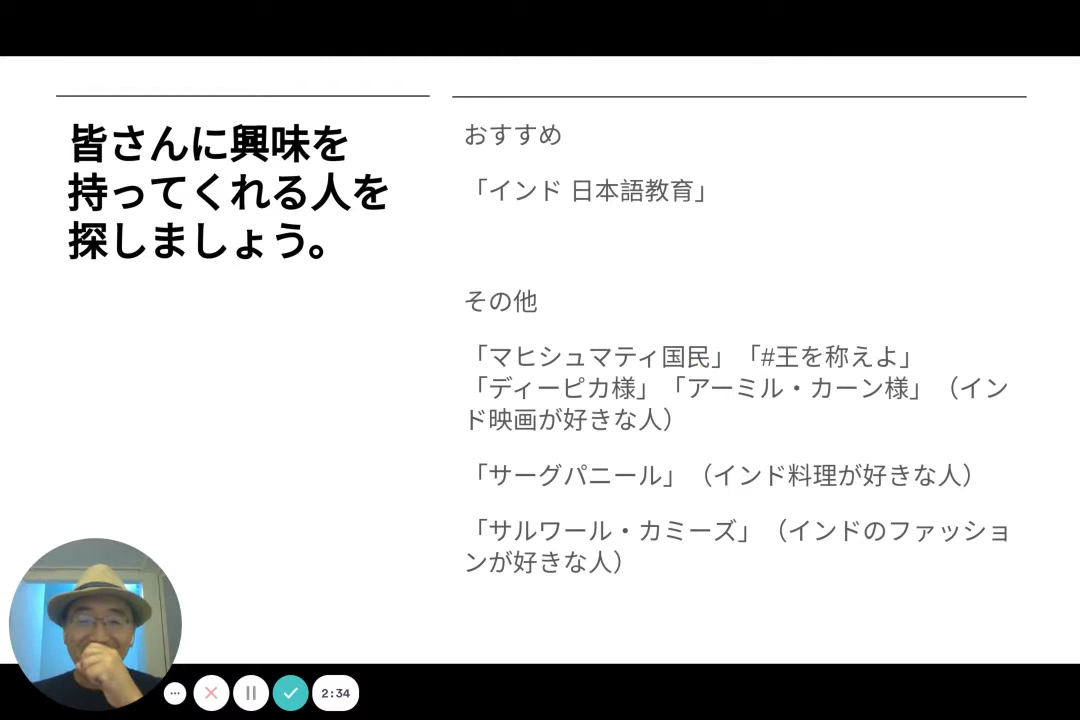 皆さんに興味を
持ってくれる人を
探しましょう。
おすすめ
「インド 日本語教育」
その他
「マヒシュマティ国民」「#王を称えよ」
「ディーピカ様」「アーミル・カーン様」（イン
ド映画が好きな人）
「サーグパニール」（インド料理が好きな人）
「サルワール・カミーズ」（インドのファッショ
ンが好きな人）
2:34